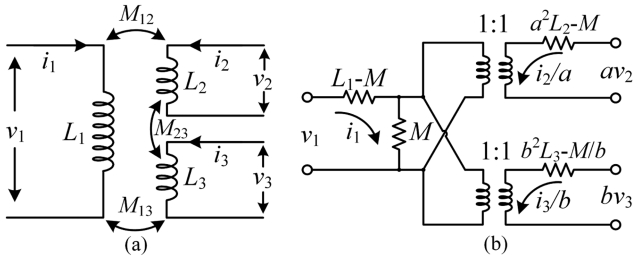 M12
i1
i2
v1
L1
L2
v2
M23
i3
L3
v3
M13
(a)
1:1
a²L2-M
i2/a
av2
L1-M
v1
i1
M
1:1
b²L3-M/b
i3/b
bv3
(b)